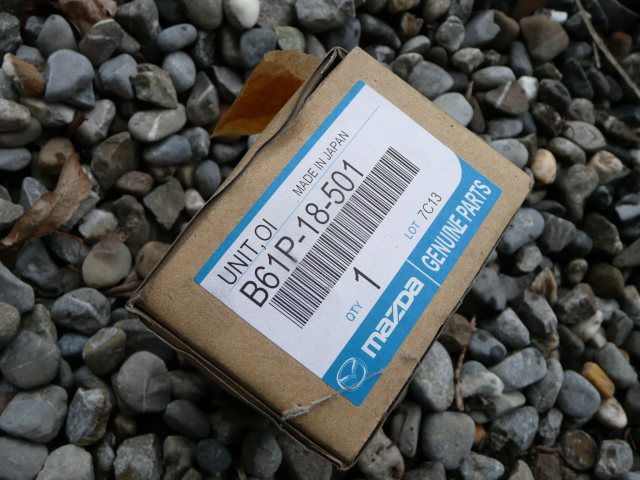 UNIT,OI MADE IN JAPAN
B61P-18-501
QTY 1 LOT 7C13
mazda GENUINE PARTS